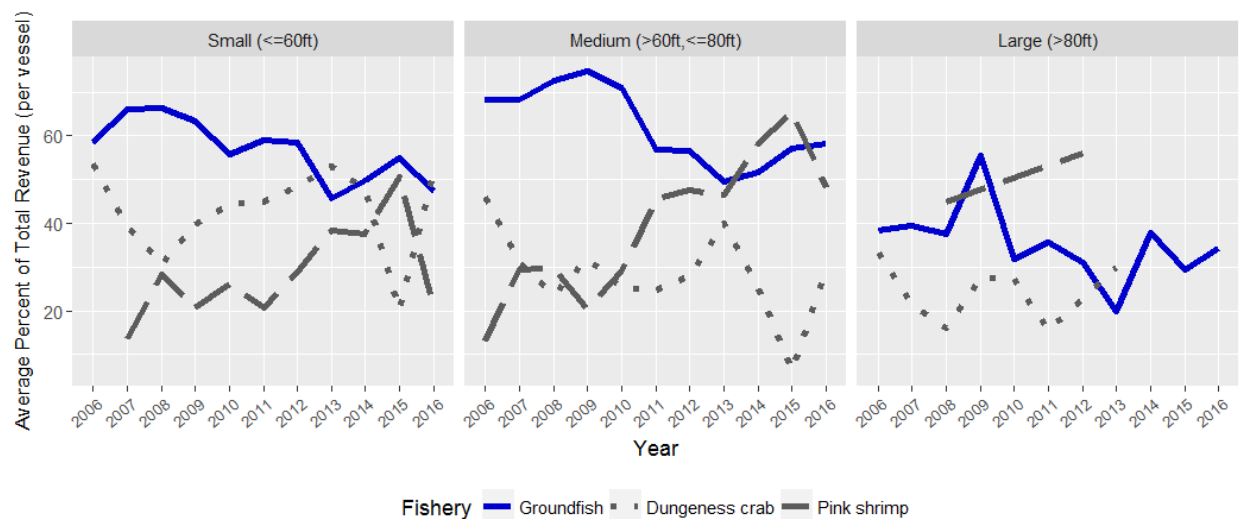 Small (<=60ft)
Medium (>60ft,<=80ft)
Large (>80ft)
Average Percent of Total Revenue (per vessel)
60
40
20
2006 2007 2008 2009 2010 2011 2012 2013 2014 2015 2016
2006 2007 2008 2009 2010 2011 2012 2013 2014 2015 2016
2006 2007 2008 2009 2010 2011 2012 2013 2014 2015 2016
Year
Fishery Groundfish Dungeness crab Pink shrimp